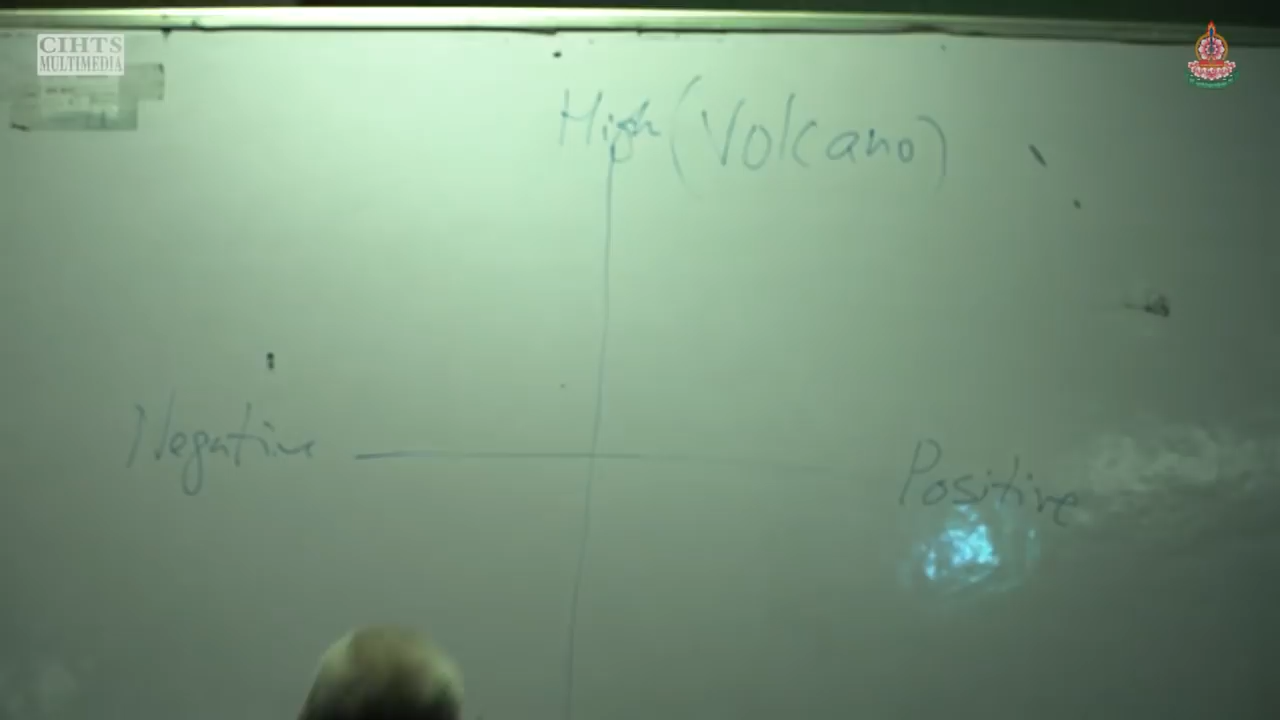 CIHTS
MULTIMEDIA
High (Volcano)
Negative
Positive